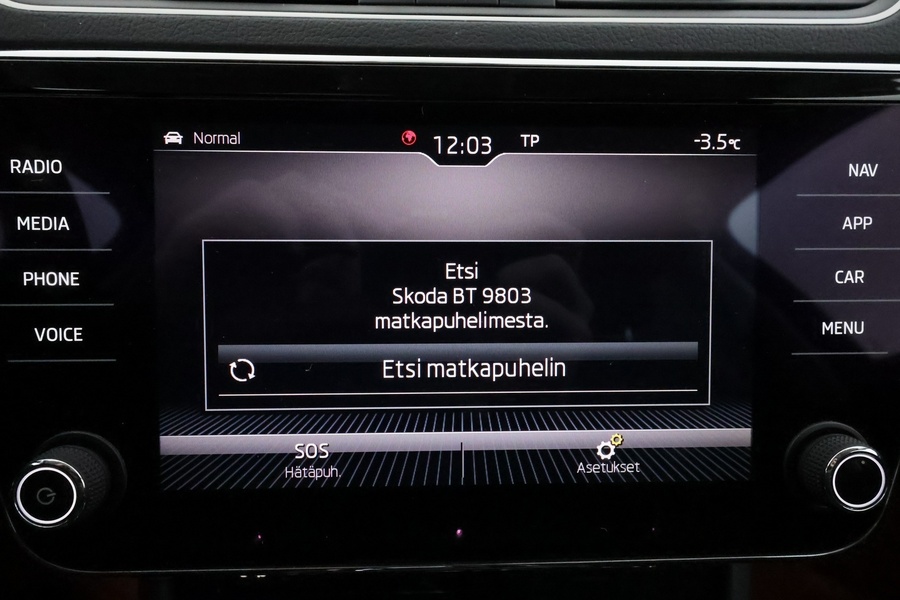 Normal
12:03
TP
-3.5°C
RADIO
MEDIA
PHONE
VOICE
NAV
APP
CAR
MENU
Etsi
Skoda BT 9803
matkapuhelimesta.
Etsi matkapuhelin
SOS
Hätäpuh.
Asetukset